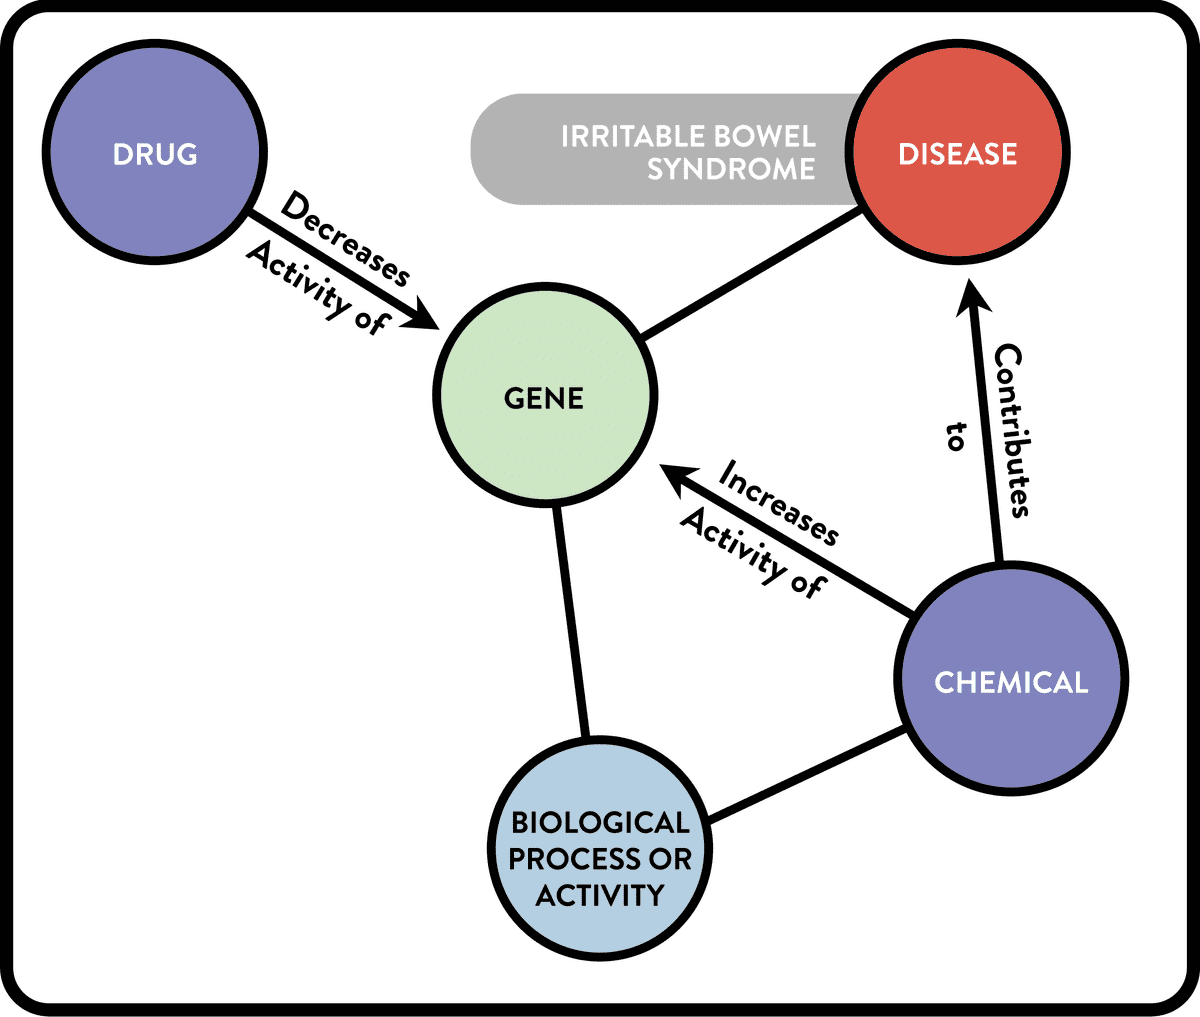 DRUG
IRRITABLE BOWEL
SYNDROME
DISEASE
Decreases
Activity of
GENE
Contributes
to
Increases
Activity of
CHEMICAL
BIOLOGICAL
PROCESS OR
ACTIVITY